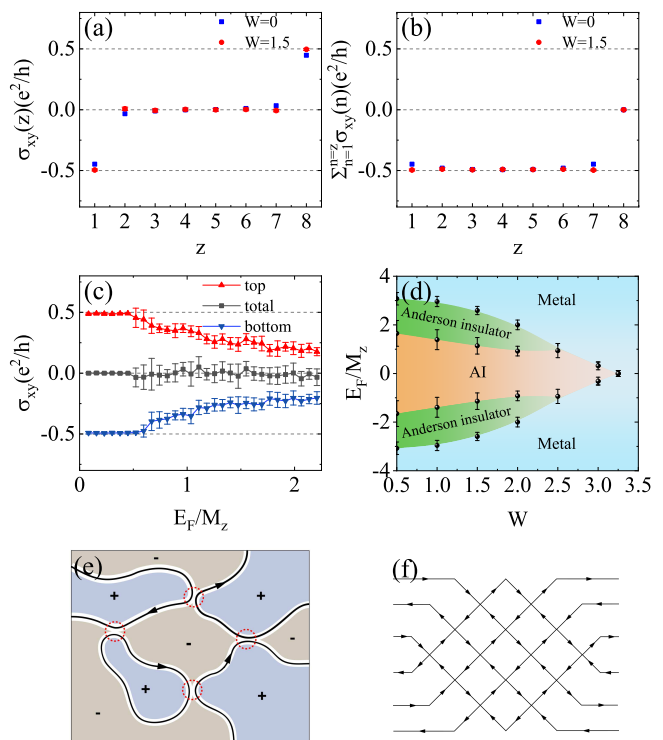 (a)
W=0
W=1.5
0.5
0.0
-0.5
σxy(z)(e²/h)
1 2 3 4 5 6 7 8
z
(b)
W=0
W=1.5
0.5
0.0
-0.5
Σn=1n=zσxy(n)(e²/h)
1 2 3 4 5 6 7 8
z
(c)
top
total
bottom
0.5
0.0
-0.5
σxy(e²/h)
0 1 2
EF/Mz
(d)
Metal
Anderson insulator
AI
Anderson insulator
Metal
4
2
0
-2
-4
EF/Mz
0.5 1.0 1.5 2.0 2.5 3.0 3.5
W
(e)
-
+
+
-
-
+
+
-
(f)